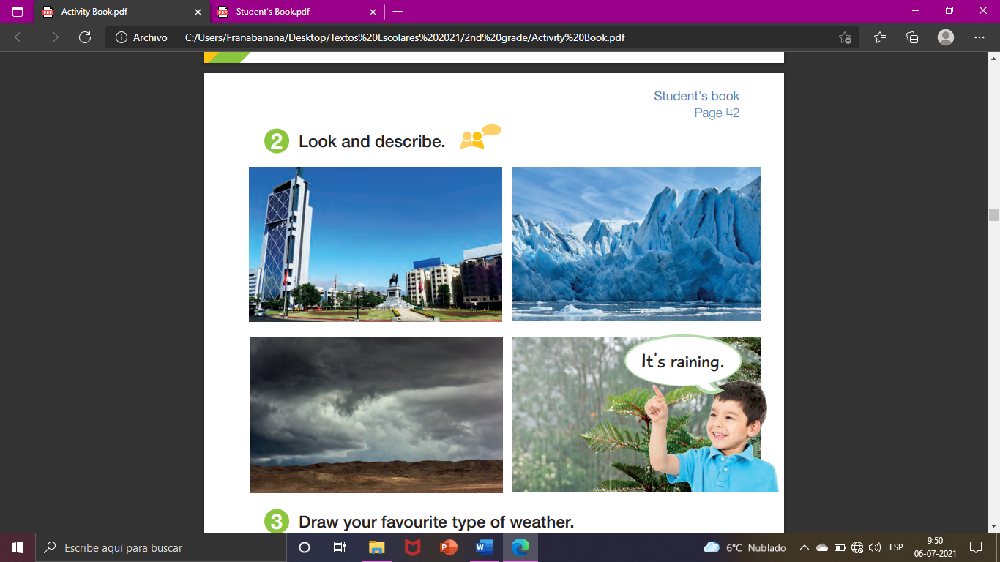 Activity Book.pdf
Student's Book.pdf
Archivo
C:/Users/Franabanana/Desktop/Textos%20Escolares%202021/2nd%20grade/Activity%20Book.pdf
Student's book
Page 42
2 Look and describe.
It's raining.
3 Draw your favourite type of weather.
Escribe aquí para buscar
6°C Nublado
ESP
9:50
06-07-2021